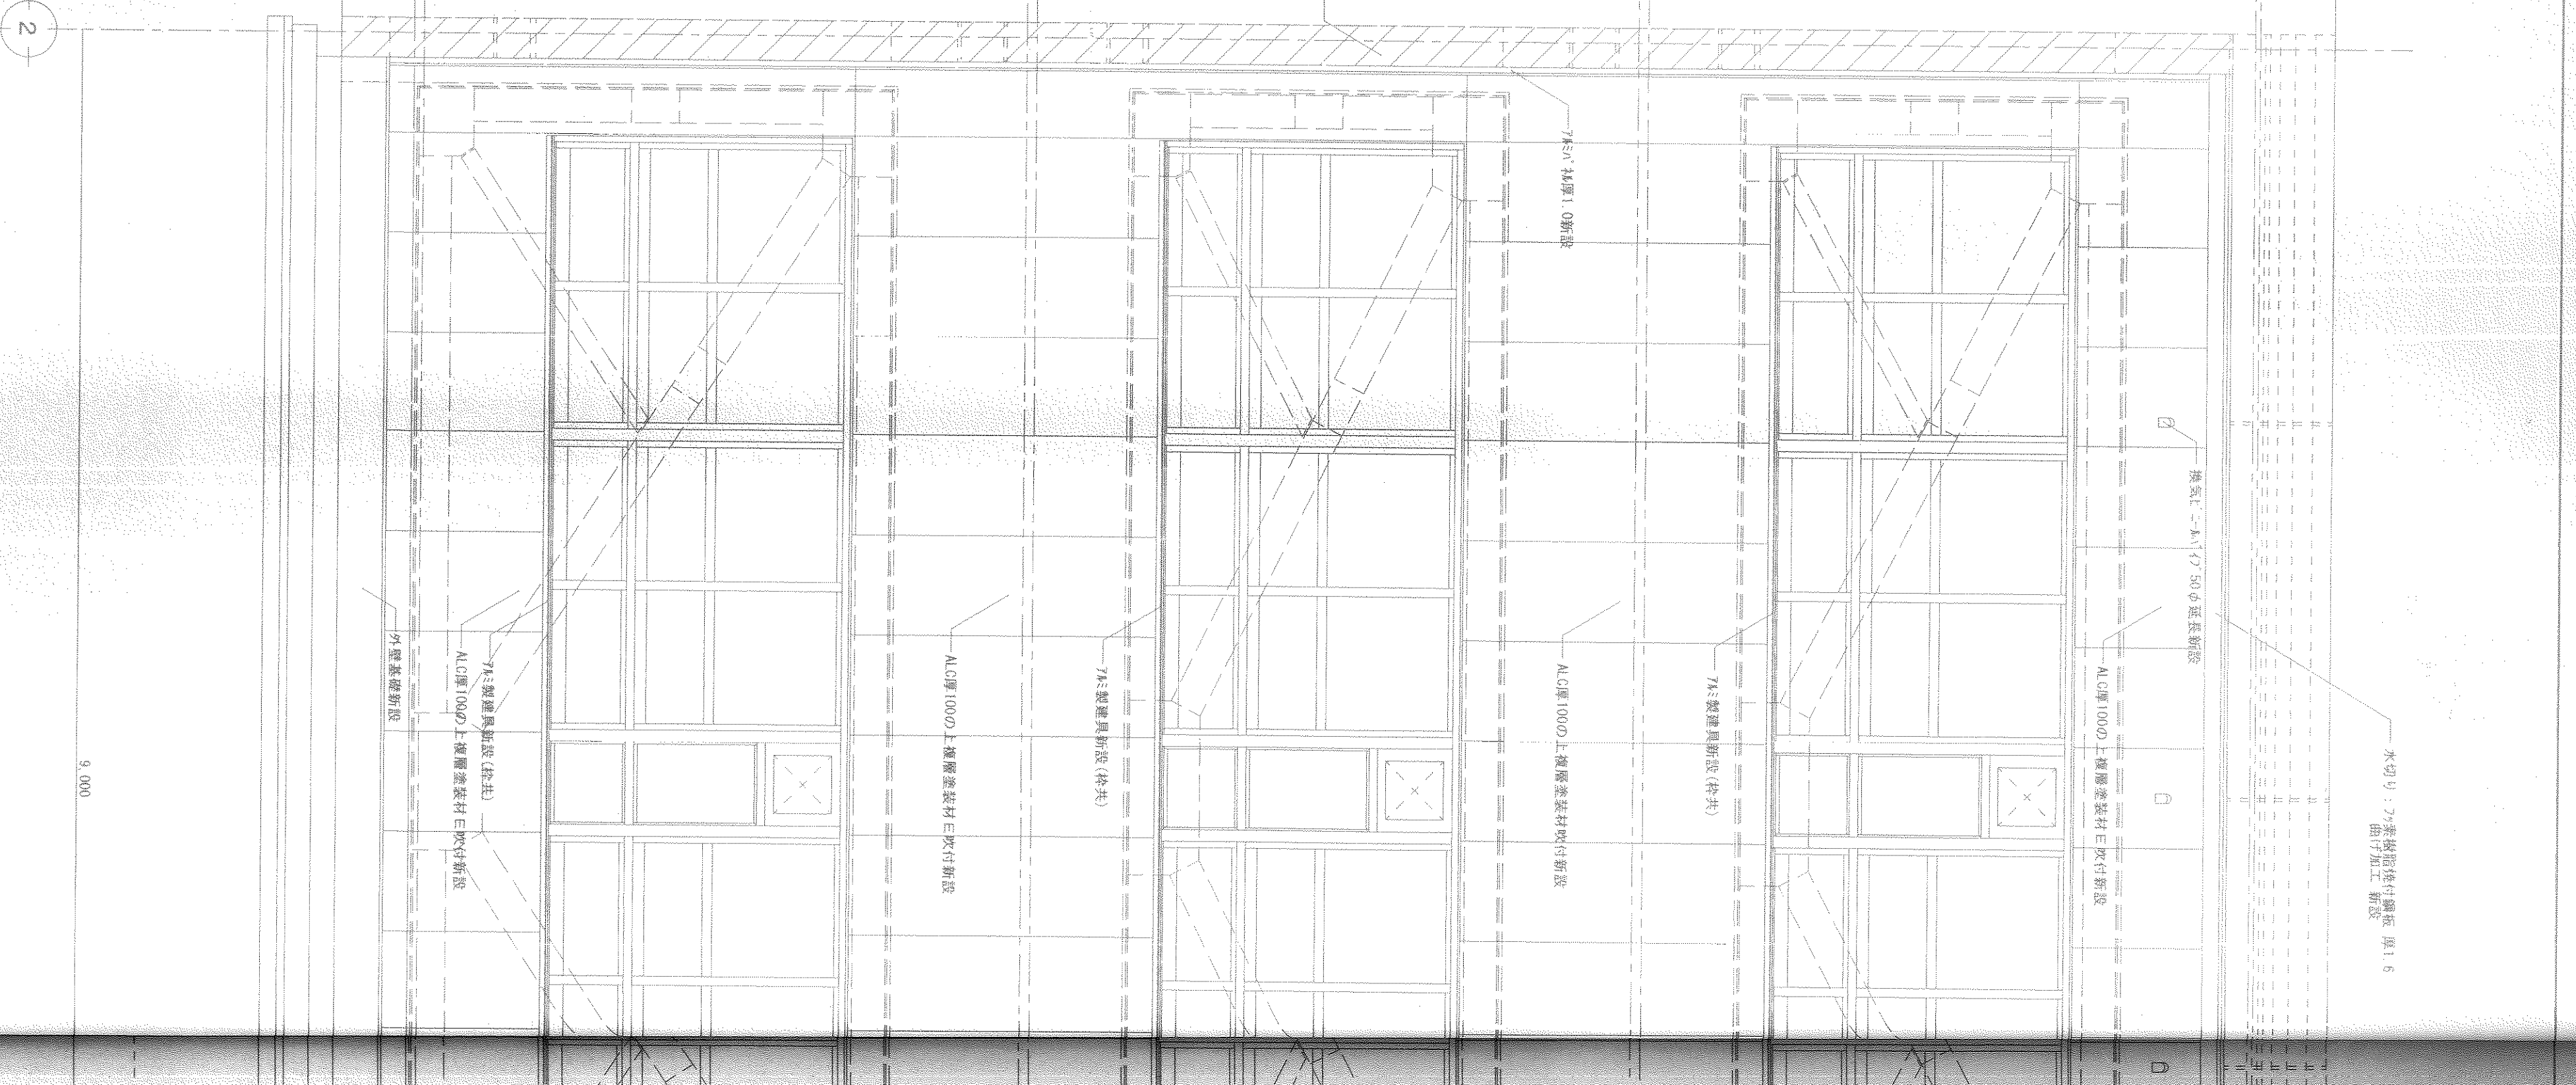 2
9,000
外壁基礎新設
ALC厚100の上複層塗装材E吹付新設
アルミ製建具新設(枠共)
ALC厚100の上複層塗装材E吹付新設
アルミ製建具新設(枠共)
ALC厚100の上複層塗装材E吹付新設
アルミパネル厚1.0新設
アルミ製建具新設(枠共)
ALC厚100の上複層塗装材E吹付新設
換気ビニールパイプ50φ延長新設
水切り:フッ素樹脂焼付鋼板 厚1.6
曲げ加工 新設